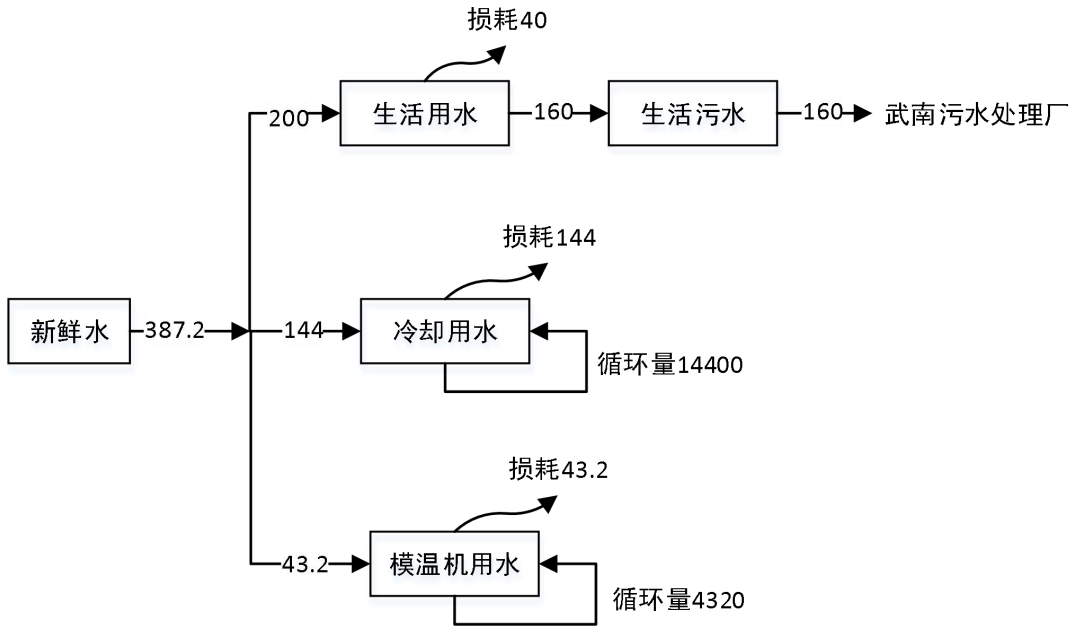 损耗40
200
生活用水
160
生活污水
160
武南污水处理厂
损耗144
新鲜水
387.2
144
冷却用水
循环量14400
损耗43.2
43.2
模温机用水
循环量4320